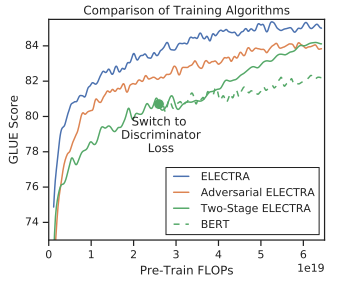 Comparison of Training Algorithms
GLUE Score
84
82
80
78
76
74
Switch to
Discriminator
Loss
ELECTRA
Adversarial ELECTRA
Two-Stage ELECTRA
BERT
0 1 2 3 4 5 6
1e19
Pre-Train FLOPs